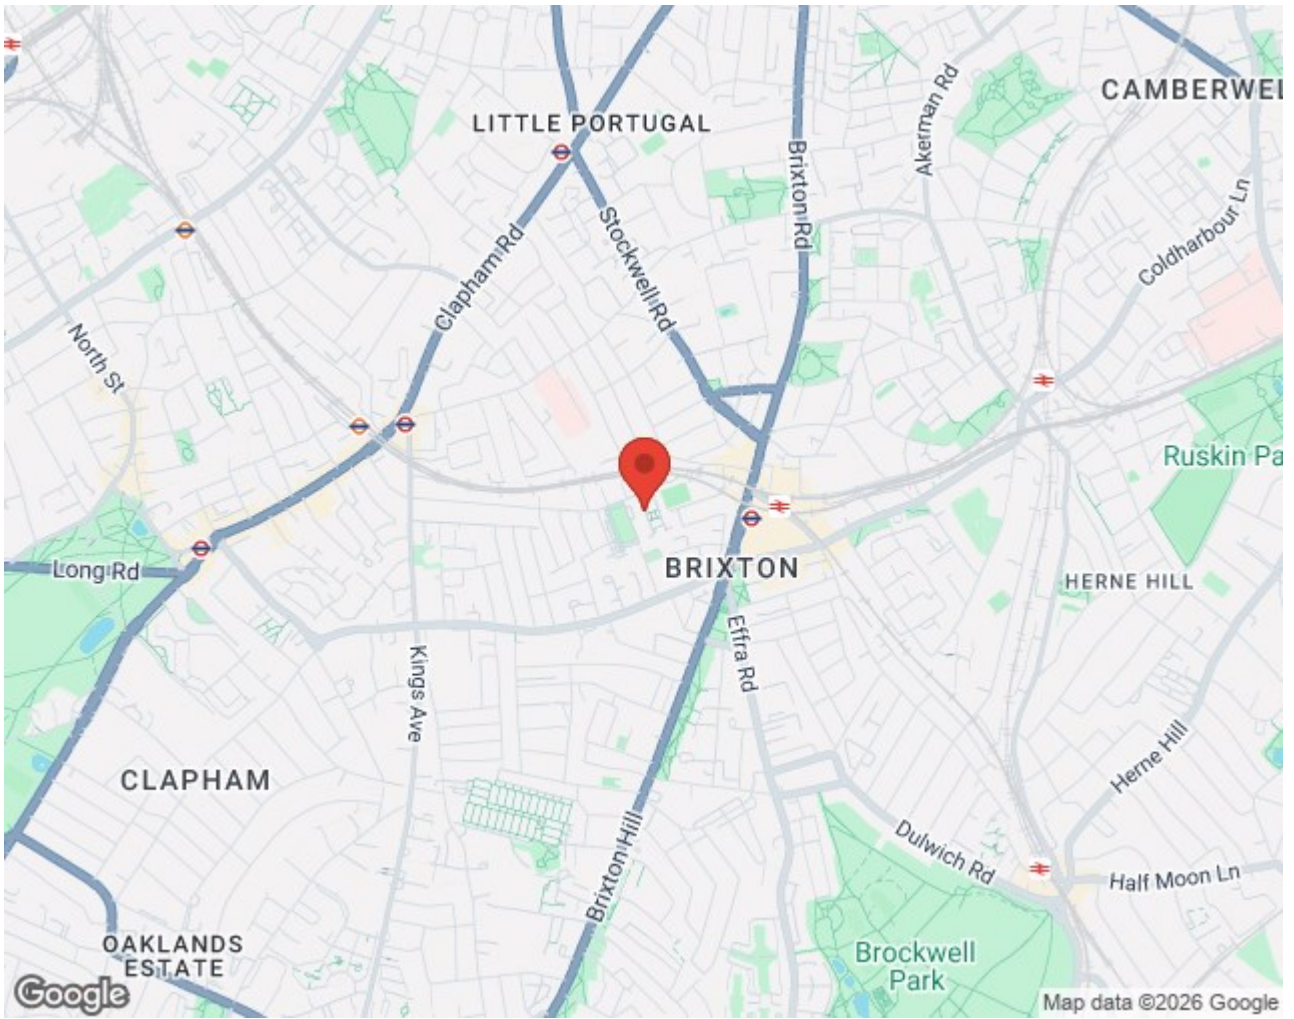 CAMBERWEL
LITTLE PORTUGAL
Akerman Rd
Brixton Rd
Coldharbour Ln
Stockwell Rd
Clapham Rd
North St
Ruskin Pa
Long Rd
BRIXTON
HERNE HILL
Effra Rd
Kings Ave
Herne Hill
CLAPHAM
Dulwich Rd
Brixton Hill
Half Moon Ln
OAKLANDS
ESTATE
Brockwell
Park
Google
Map data ©2026 Google